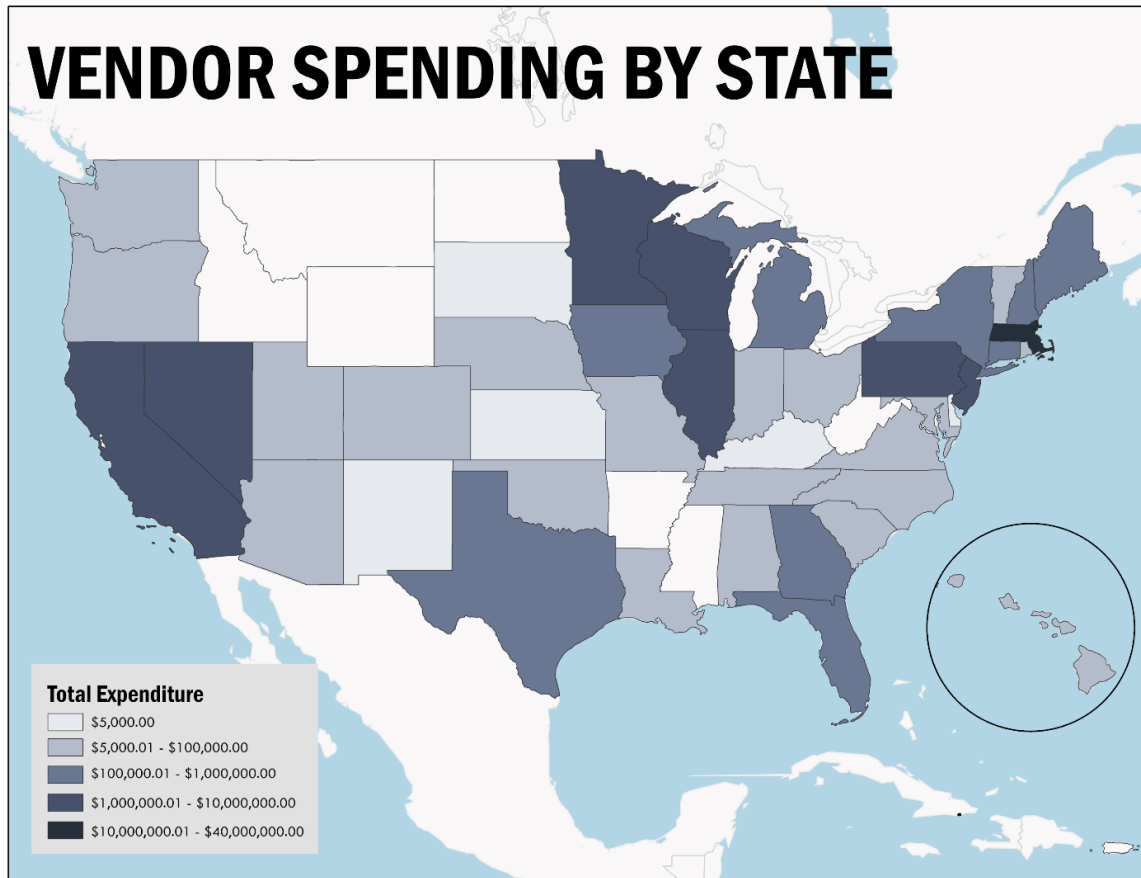 VENDOR SPENDING BY STATE
Total Expenditure
$5,000.00
$5,000.01 - $100,000.00
$100,000.01 - $1,000,000.00
$1,000,000.01 - $10,000,000.00
$10,000,000.01 - $40,000,000.00